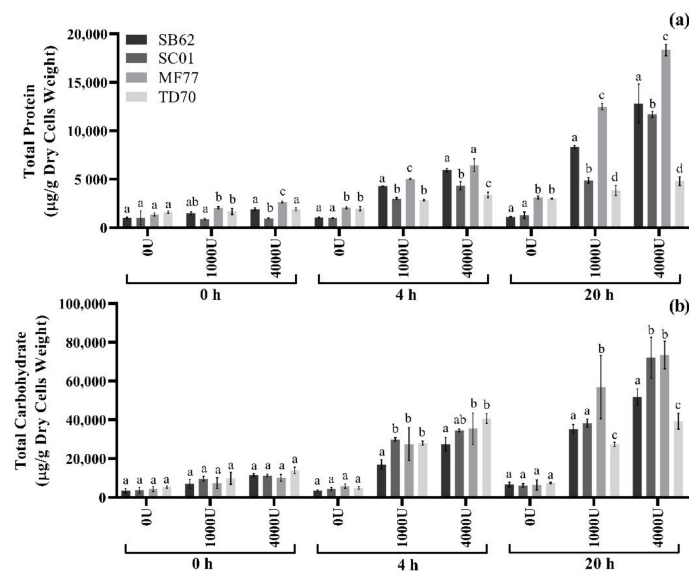 (a)
SB62
SC01
MF77
TD70
Total Protein
(µg/g Dry Cells Weight)
20,000
15,000
10,000
5 000
0
a a a a ab a b b a b c a a a b b a b c b a a a c a a b b a b c d a b c d
0U 1000U 4000U 0U 1000U 4000U 0U 1000U 4000U
0 h 4 h 20 h
(b)
Total Carbohydrate
(µg/g Dry Cells Weight)
100,000
80,000
60,000
40,000
20,000
0
a a a a a a a a a a a a a a a a a b b b a ab b b a a a a a a b c a b b c
0U 1000U 4000U 0U 1000U 4000U 0U 1000U 4000U
0 h 4 h 20 h